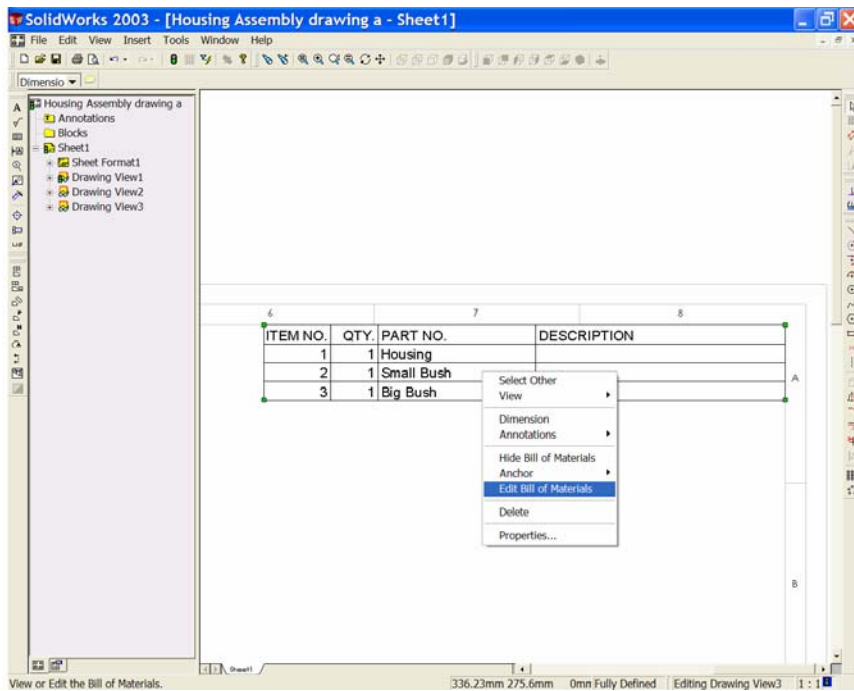 SolidWorks 2003 - [Housing Assembly drawing a - Sheet1]
File Edit View Insert Tools Window Help
Dimensio
Housing Assembly drawing a
Annotations
Blocks
Sheet1
Sheet Format1
Drawing View1
Drawing View2
Drawing View3
6 7 8
ITEM NO. QTY. PART NO. DESCRIPTION
1 1 Housing
2 1 Small Bush
3 1 Big Bush
A
Select Other
View
Dimension
Annotations
Hide Bill of Materials
Anchor
Edit Bill of Materials
Delete
Properties...
B
Sheet1
View or Edit the Bill of Materials. 336.23mm 275.6mm 0mm Fully Defined Editing Drawing View3 1 : 1